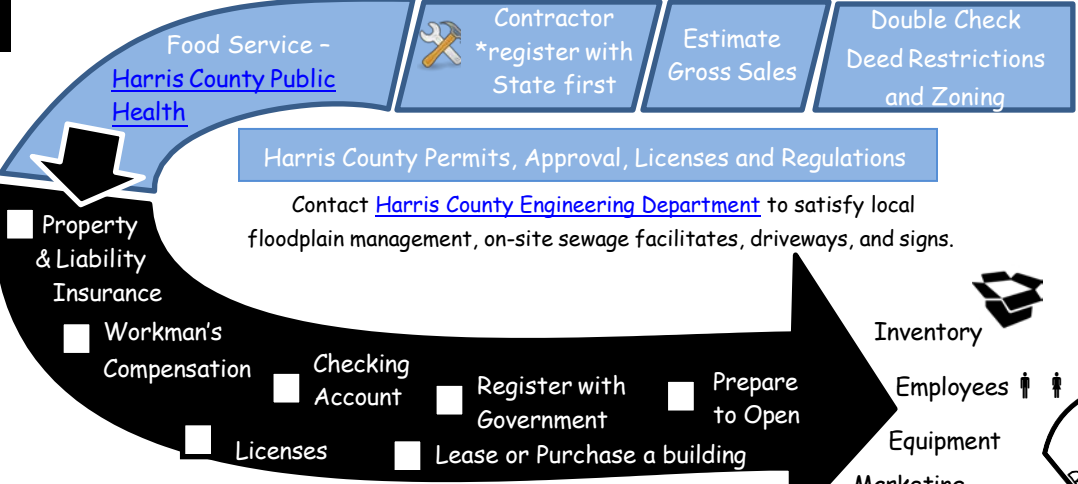 Food Service –
Harris County Public
Health
Contractor
*register with
State first
Estimate
Gross Sales
Double Check
Deed Restrictions
and Zoning
Harris County Permits, Approval, Licenses and Regulations
Contact Harris County Engineering Department to satisfy local
floodplain management, on-site sewage facilitates, driveways, and signs.
Property
& Liability
Insurance
Workman's
Compensation
Checking
Account
Register with
Government
Prepare
to Open
Licenses
Lease or Purchase a building
Inventory
Employees
Equipment
Marketing